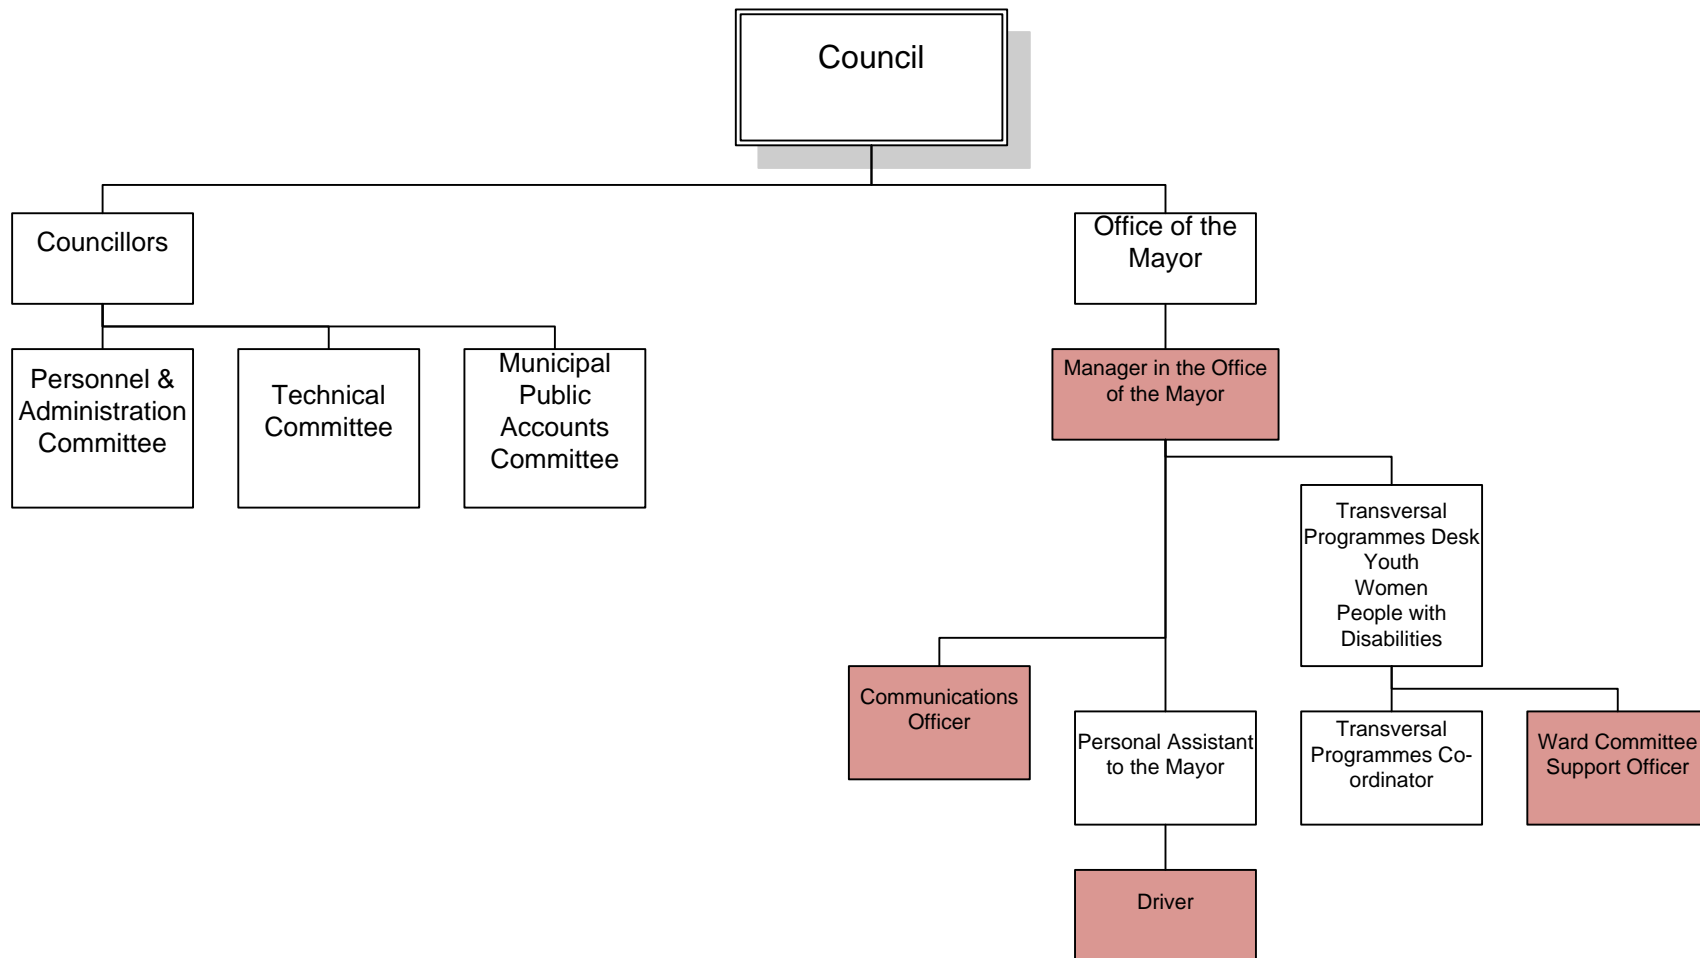 Council
Councillors
Office of the
Mayor
Personnel &
Administration
Committee
Technical
Committee
Municipal
Public
Accounts
Committee
Manager in the Office
of the Mayor
Transversal
Programmes Desk
Youth
Women
People with
Disabilities
Communications
Officer
Personal Assistant
to the Mayor
Transversal
Programmes Co-
ordinator
Ward Committee
Support Officer
Driver